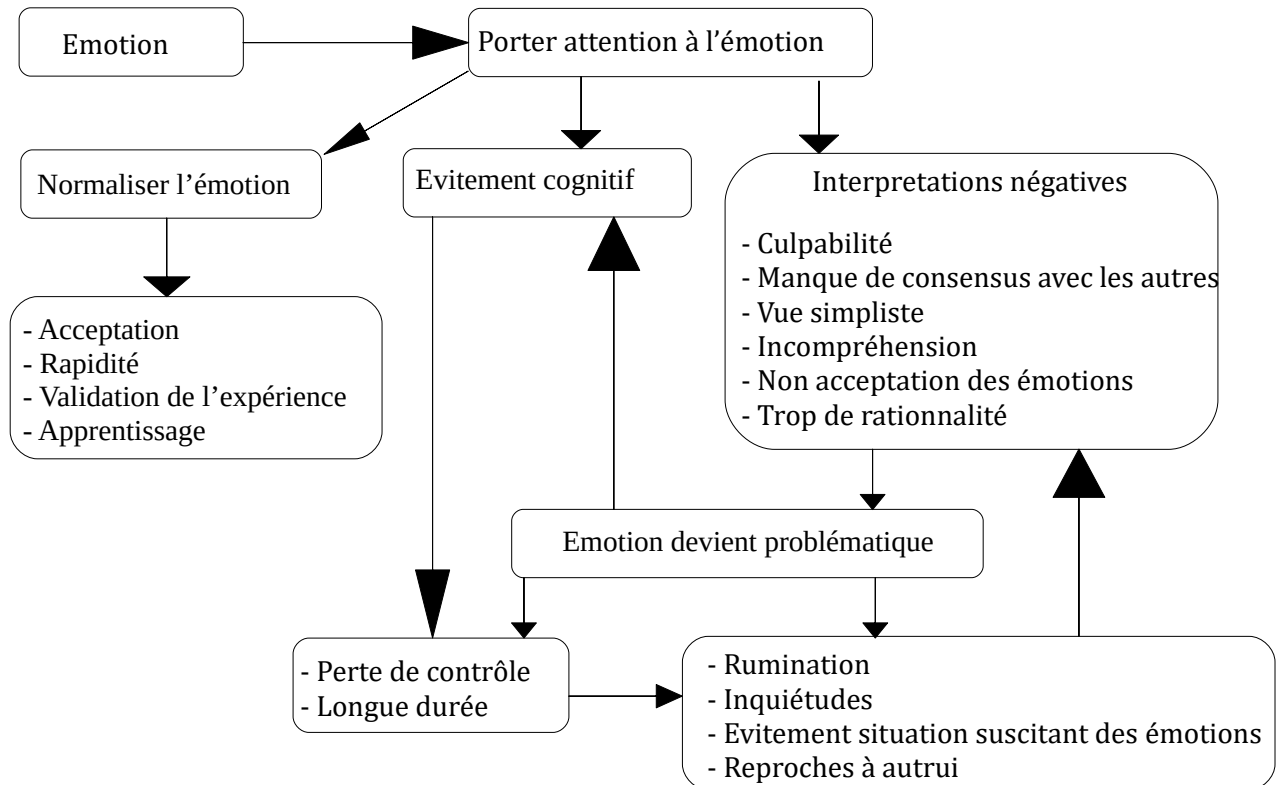 Emotion
Porter attention à l’émotion
Normaliser l’émotion
Evitement cognitif
Interpretations négatives
- Culpabilité
- Manque de consensus avec les autres
- Vue simpliste
- Incompréhension
- Non acceptation des émotions
- Trop de rationnalité
- Acceptation
- Rapidité
- Validation de l’expérience
- Apprentissage
Emotion devient problématique
- Perte de contrôle
- Longue durée
- Rumination
- Inquiétudes
- Evitement situation suscitant des émotions
- Reproches à autrui